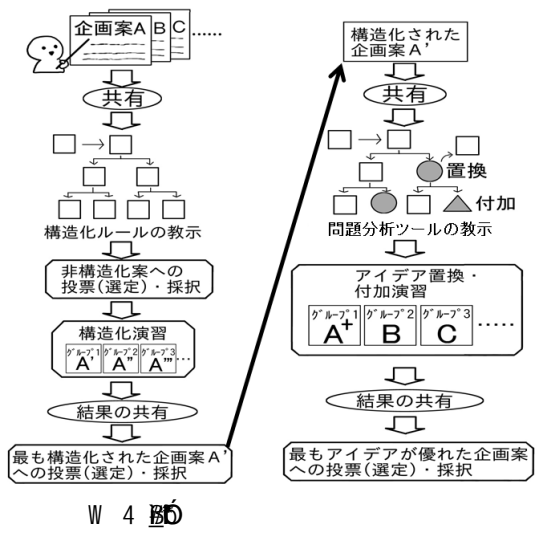 企画案A B C ……
共有
構造化ルールの教示
非構造化案への
投票(選定)・採択
構造化演習
グループ1 グループ2 グループ3
A' A'' A''' …
結果の共有
最も構造化された企画案A'
への投票(選定)・採択
構造化された
企画案A'
共有
置換
付加
問題分析ツールの教示
アイデア置換・
付加演習
グループ1 グループ2 グループ3
A+ B C ……
結果の共有
最もアイデアが優れた企画案
への投票(選定)・採択
W 4